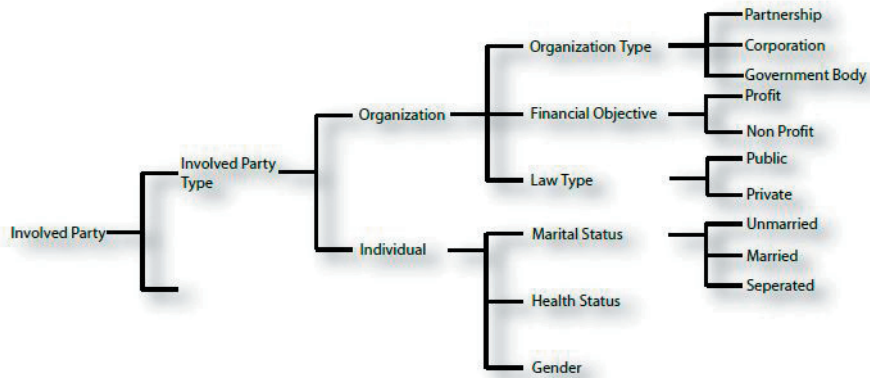 Partnership
Organization Type
Corporation
Government Body
Profit
Organization
Financial Objective
Non Profit
Involved Party
Type
Public
Law Type
Private
Involved Party
Individual
Marital Status
Unmarried
Married
Seperated
Health Status
Gender